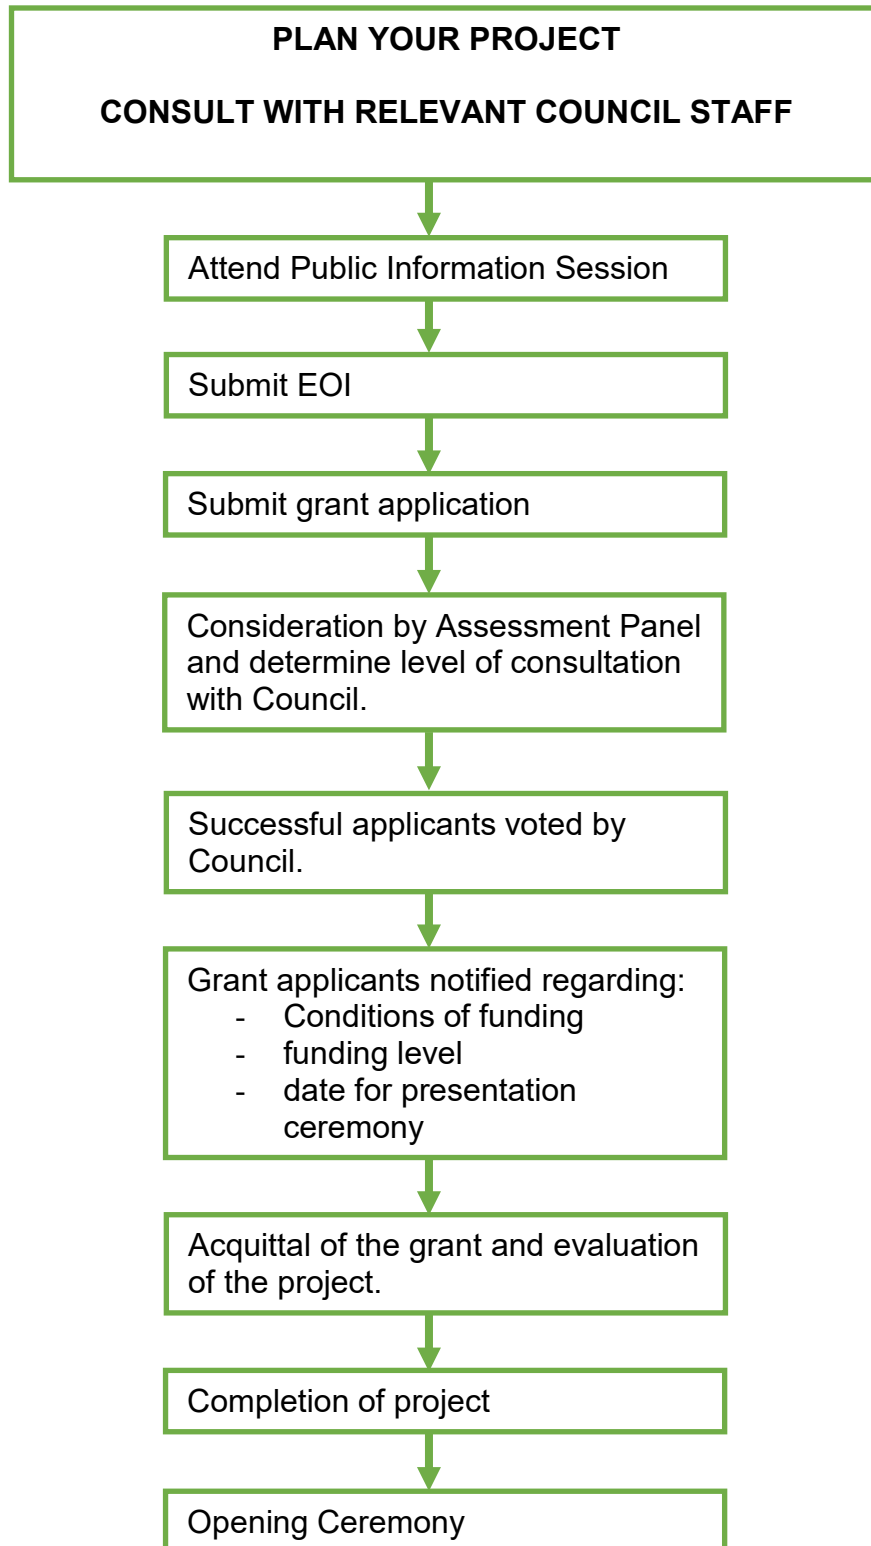 PLAN YOUR PROJECT
CONSULT WITH RELEVANT COUNCIL STAFF
Attend Public Information Session
Submit EOI
Submit grant application
Consideration by Assessment Panel
and determine level of consultation
with Council.
Successful applicants voted by
Council.
Grant applicants notified regarding:
- Conditions of funding
- funding level
- date for presentation
ceremony
Acquittal of the grant and evaluation
of the project.
Completion of project
Opening Ceremony